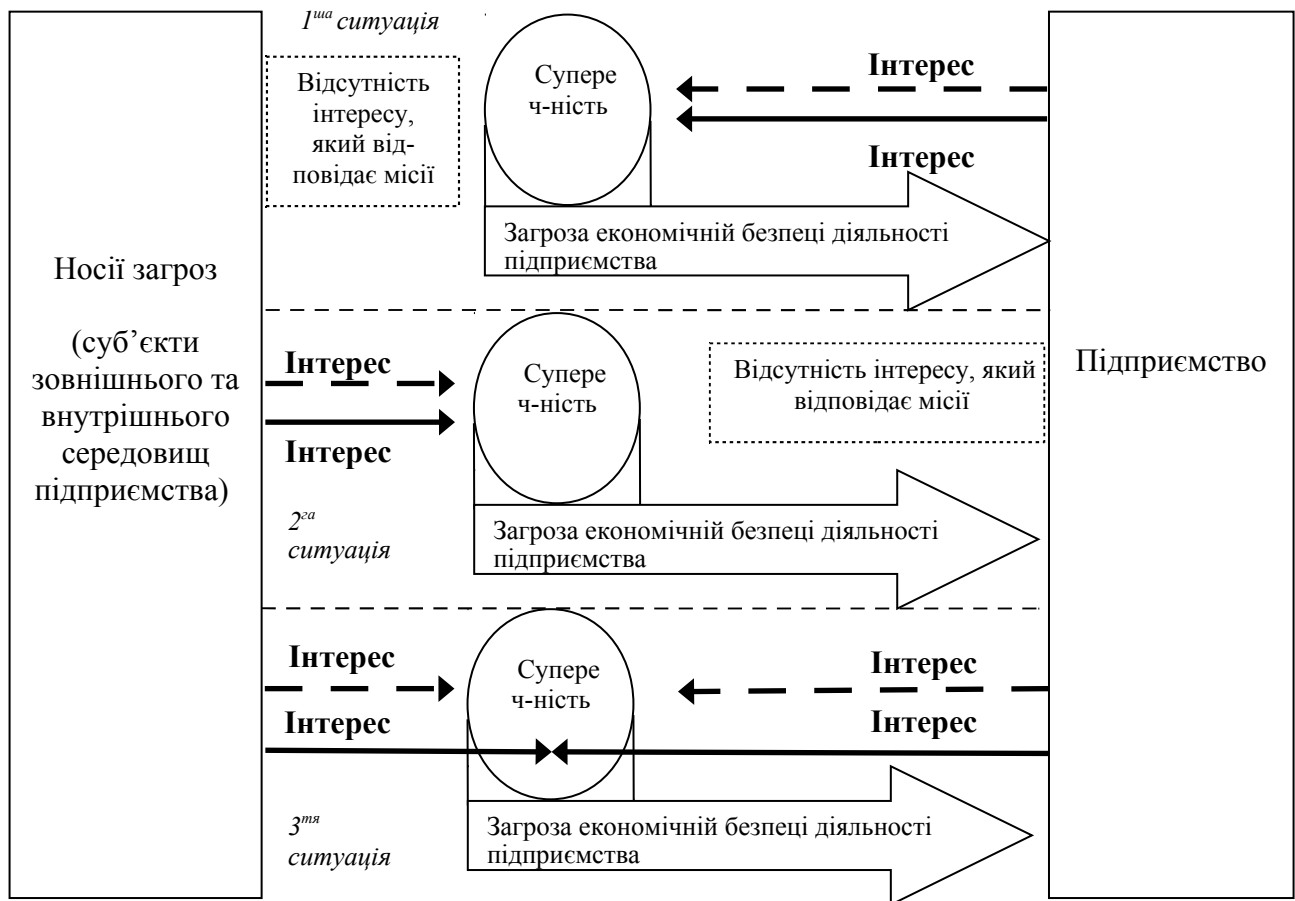 Носії загроз
(суб’єкти
зовнішнього та
внутрішнього
середовищ
підприємства)
1ша ситуація
Відсутність
інтересу,
який від-
повідає місії
Супере
ч-ність
Інтерес
Інтерес
Загроза економічній безпеці діяльності
підприємства
Інтерес
Інтерес
2га
ситуація
Супере
ч-ність
Відсутність інтересу, який
відповідає місії
Загроза економічній безпеці діяльності
підприємства
Інтерес
Інтерес
3тя
ситуація
Супере
ч-ність
Інтерес
Інтерес
Загроза економічній безпеці діяльності
підприємства
Підприємство